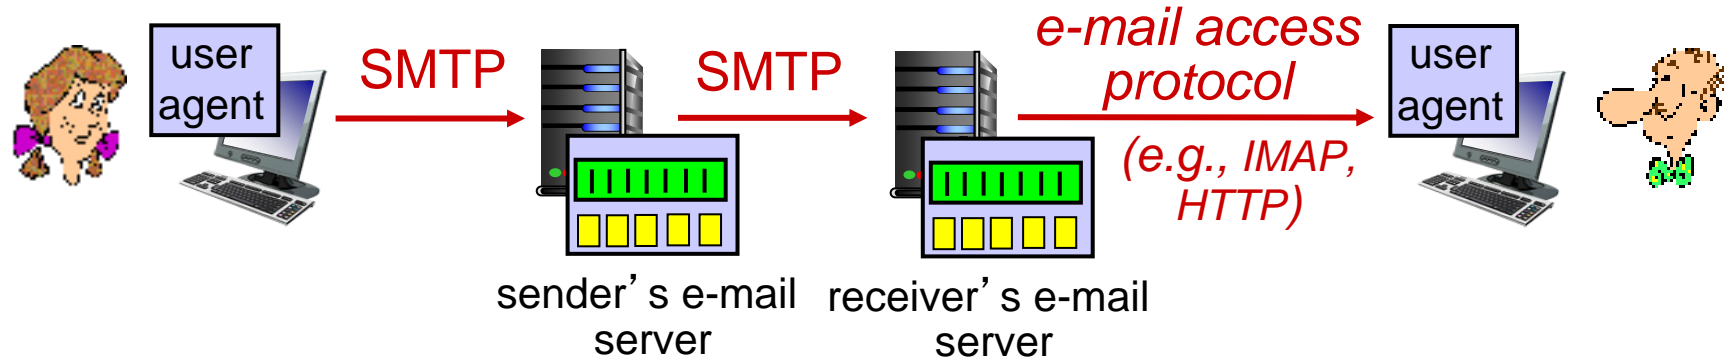 user
agent
SMTP
SMTP
e-mail access
protocol
(e.g., IMAP,
HTTP)
user
agent
sender’s e-mail
server
receiver’s e-mail
server